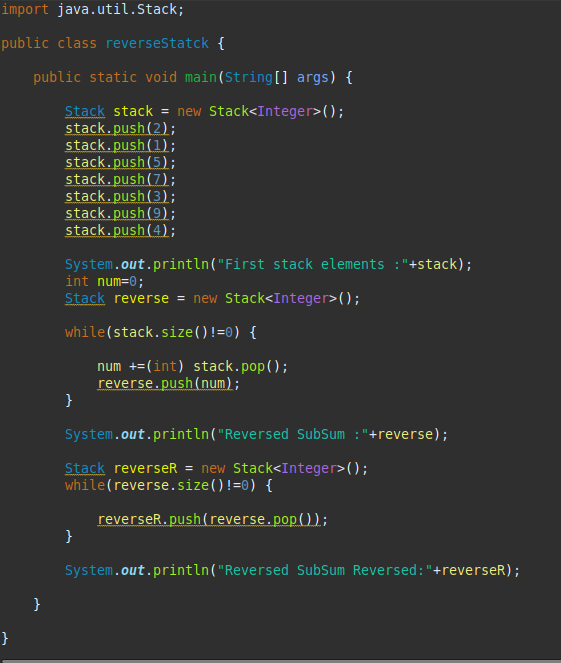 import java.util.Stack;
public class reverseStatck {
public static void main(String[] args) {
Stack stack = new Stack<Integer>();
stack.push(2);
stack.push(1);
stack.push(5);
stack.push(7);
stack.push(3);
stack.push(9);
stack.push(4);
System.out.println("First stack elements :"+stack);
int num=0;
Stack reverse = new Stack<Integer>();
while(stack.size()!=0) {
num +=(int) stack.pop();
reverse.push(num);
}
System.out.println("Reversed SubSum :"+reverse);
Stack reverseR = new Stack<Integer>();
while(reverse.size()!=0) {
reverseR.push(reverse.pop());
}
System.out.println("Reversed SubSum Reversed:"+reverseR);
}
}